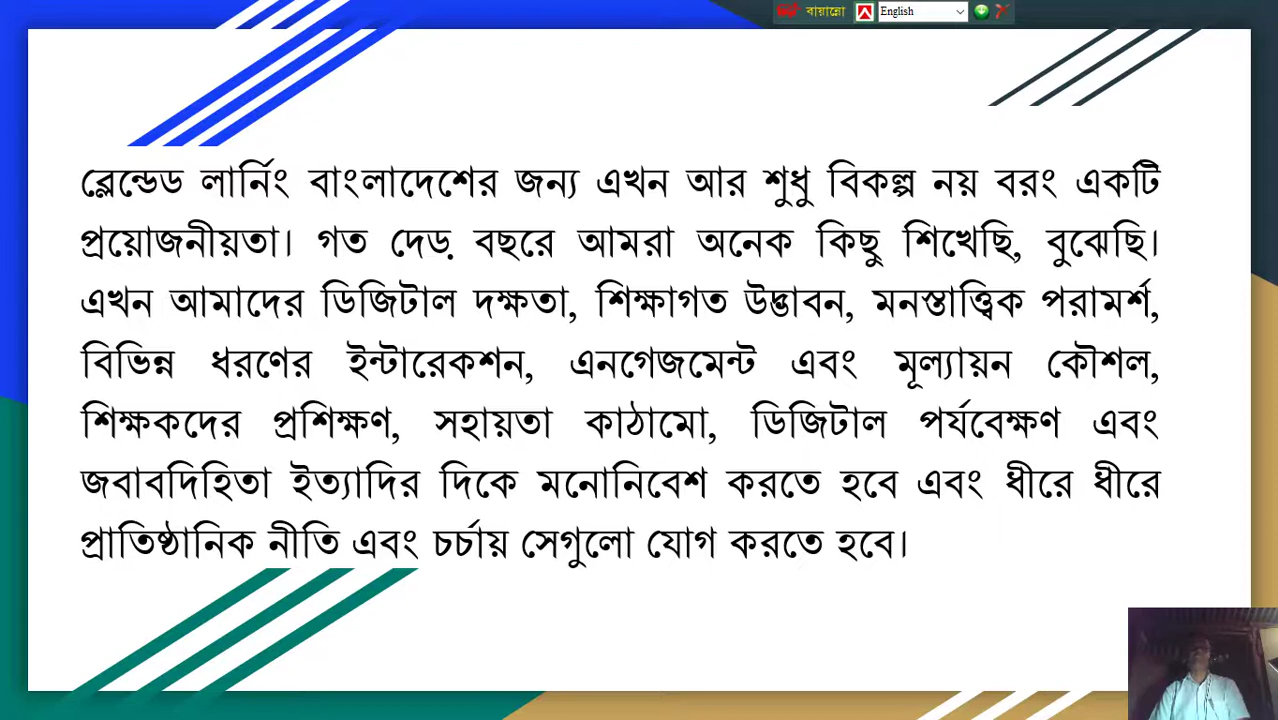 বায়ান্নো English
ব্লেন্ডেড লার্নিং বাংলাদেশের জন্য এখন আর শুধু বিকল্প নয় বরং একটি
প্রয়োজনীয়তা। গত দেড় বছরে আমরা অনেক কিছু শিখেছি, বুঝেছি।
এখন আমাদের ডিজিটাল দক্ষতা, শিক্ষাগত উদ্ভাবন, মনস্তাত্ত্বিক পরামর্শ,
বিভিন্ন ধরণের ইন্টারেকশন, এনগেজমেন্ট এবং মূল্যায়ন কৌশল,
শিক্ষকদের প্রশিক্ষণ, সহায়তা কাঠামো, ডিজিটাল পর্যবেক্ষণ এবং
জবাবদিহিতা ইত্যাদির দিকে মনোনিবেশ করতে হবে এবং ধীরে ধীরে
প্রাতিষ্ঠানিক নীতি এবং চর্চায় সেগুলো যোগ করতে হবে।